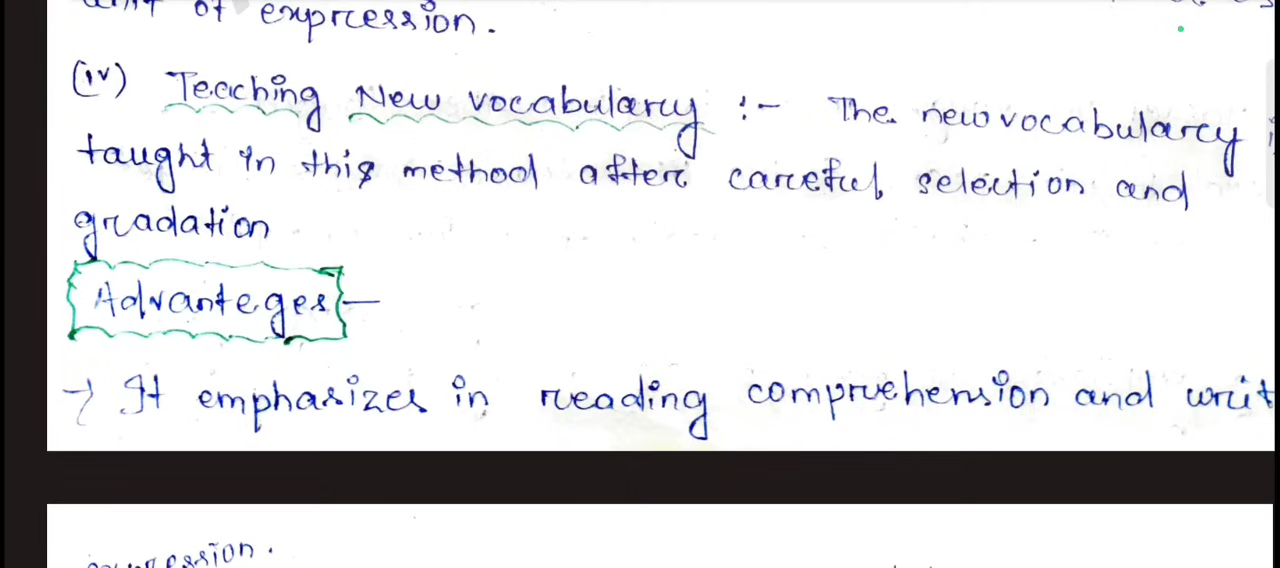 of expression.
(iv) Teaching New vocabulary :- The new vocabulary
taught in this method after careful selection and
gradation
Advanteges -
→ It emphasizes in reading comprehension and writ